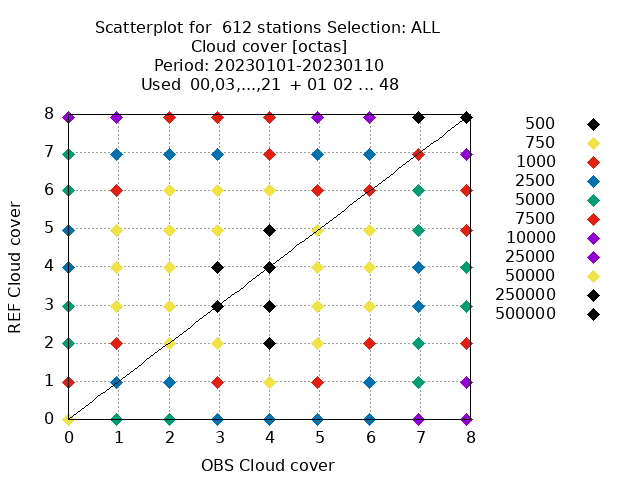 Scatterplot for  612 stations Selection: ALL
Cloud cover [octas]
Period: 20230101-20230110
Used  00,03,...,21  + 01 02 ... 48
8
7
6
5
4
3
2
1
0
REF Cloud cover
0 1 2 3 4 5 6 7 8
OBS Cloud cover
500
750
1000
2500
5000
7500
10000
25000
50000
250000
500000